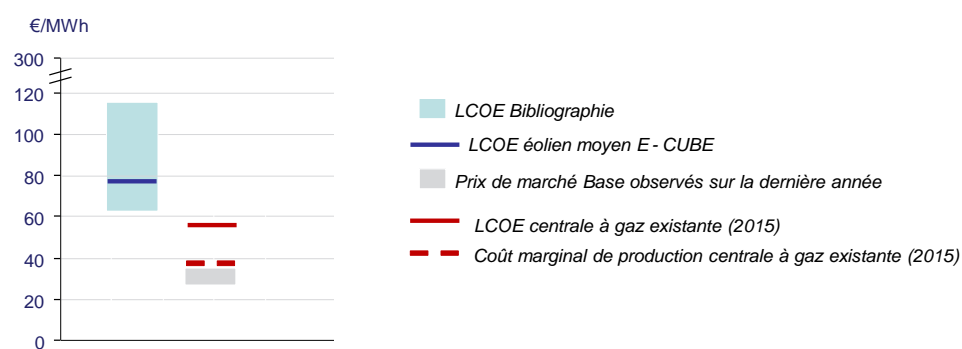 €/MWh
300
120
100
80
60
40
20
0
LCOE Bibliographie
LCOE éolien moyen E - CUBE
Prix de marché Base observés sur la dernière année
LCOE centrale à gaz existante (2015)
Coût marginal de production centrale à gaz existante (2015)